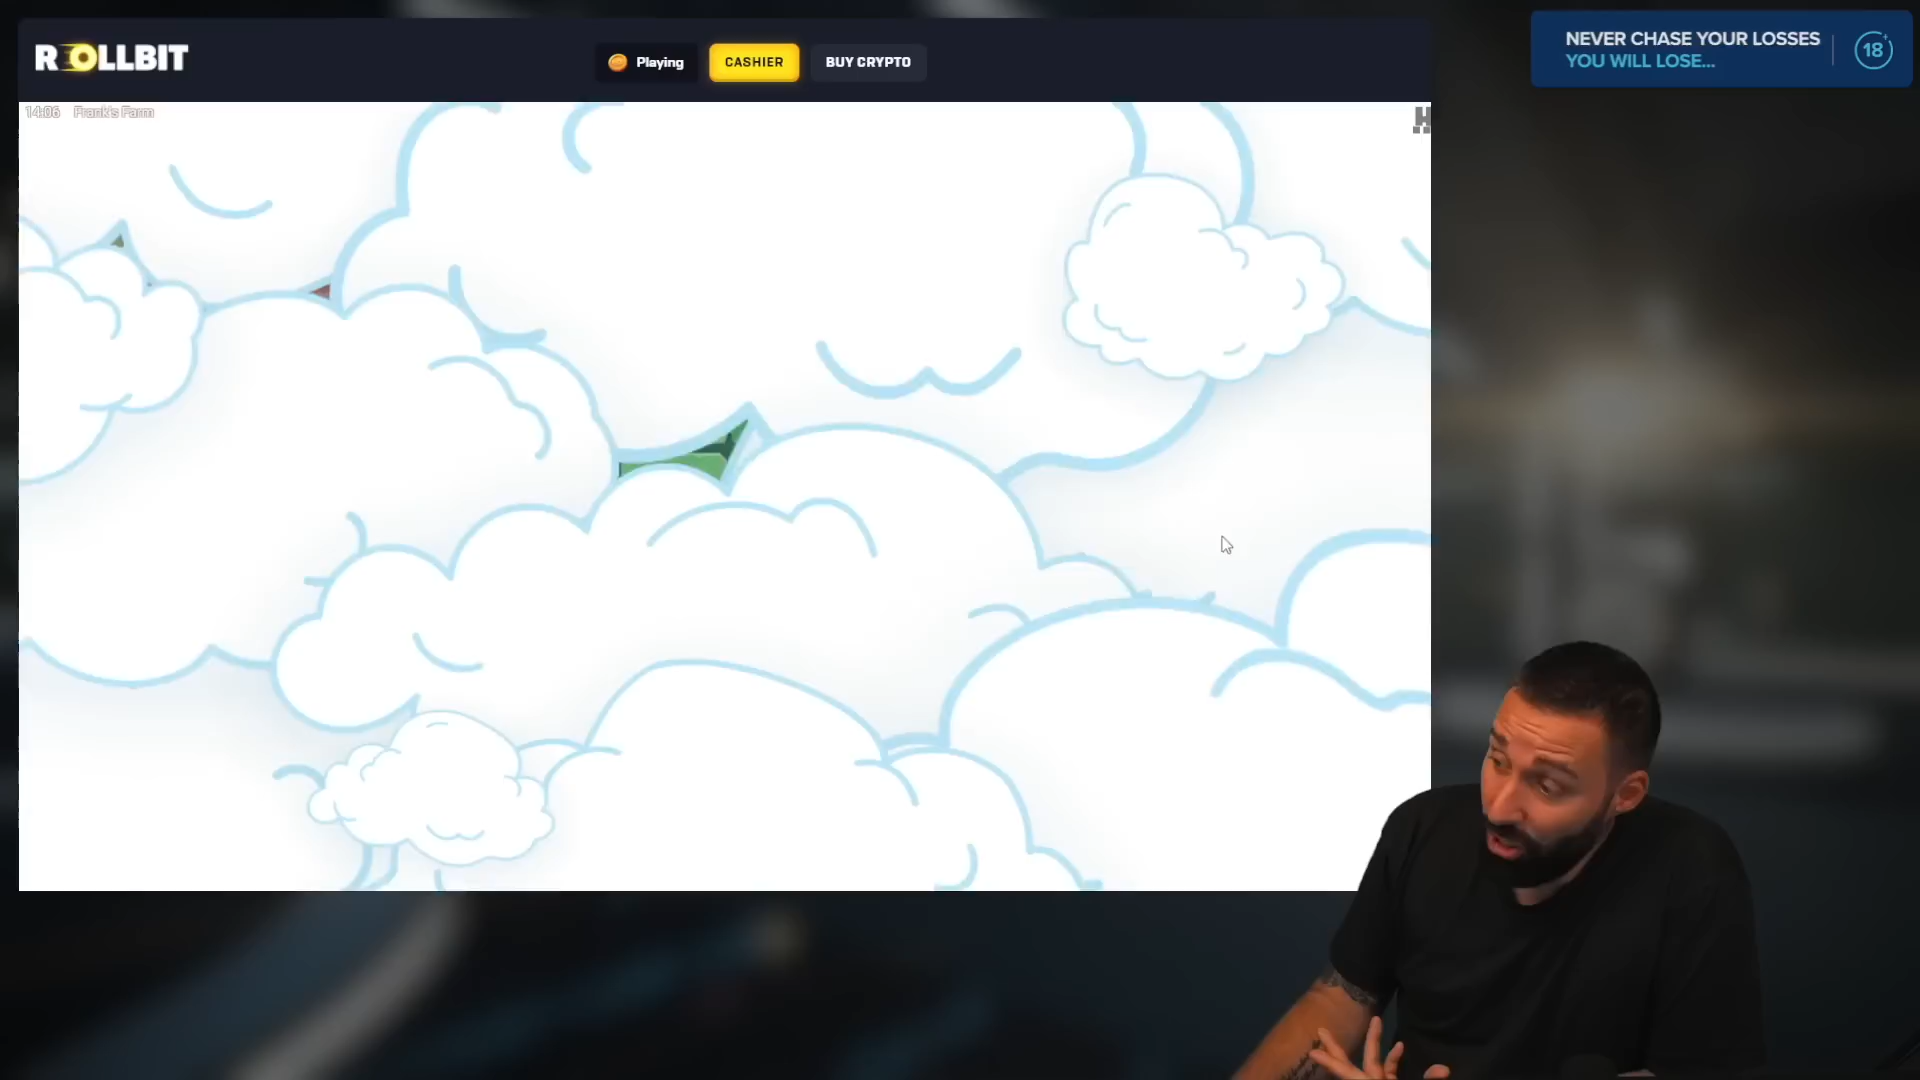 ROLLBIT
Playing
CASHIER
BUY CRYPTO
NEVER CHASE YOUR LOSSES
YOU WILL LOSE...
18+
14:06 Frank's Farm
H